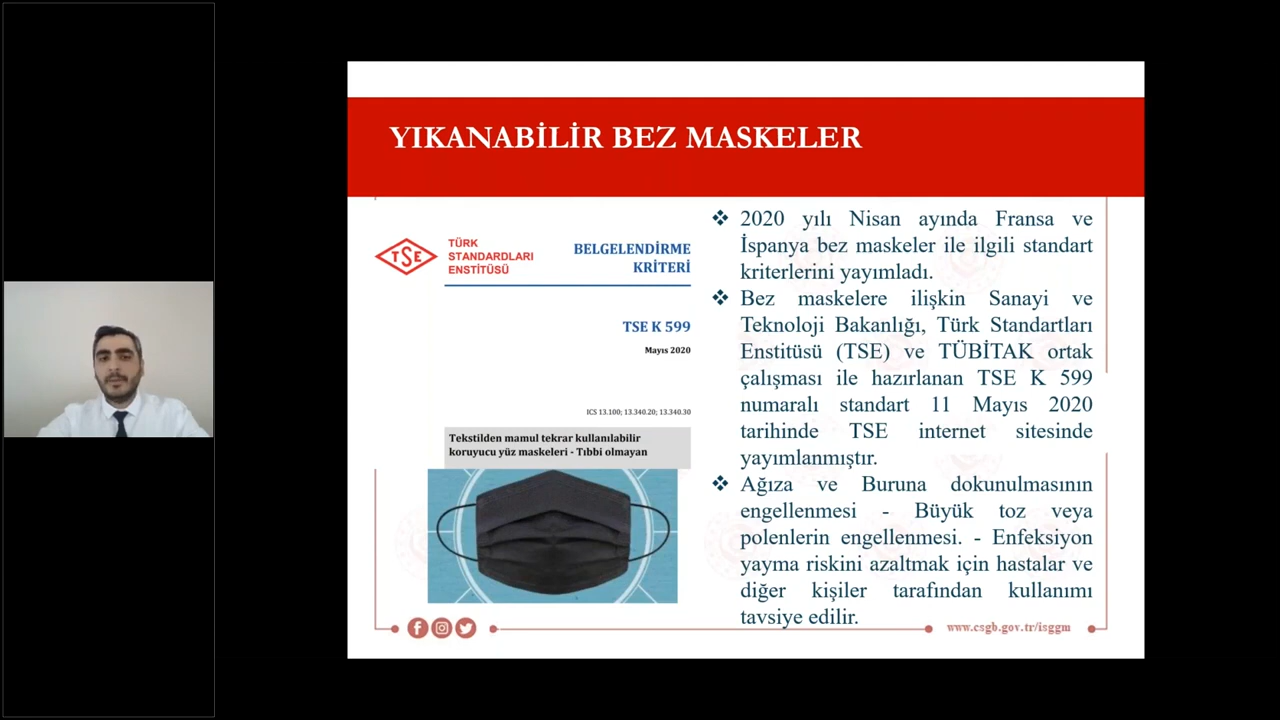 YIKANABİLİR BEZ MASKELER
TSE
TÜRK
STANDARDLARI
ENSTİTÜSÜ
BELGELENDİRME
KRİTERİ
TSE K 599
Mayıs 2020
ICS 13.100; 13.340.20; 13.340.30
Tekstilden mamul tekrar kullanılabilir
koruyucu yüz maskeleri - Tıbbi olmayan
❖ 2020 yılı Nisan ayında Fransa ve
İspanya bez maskeler ile ilgili standart
kriterlerini yayımladı.
❖ Bez maskelere ilişkin Sanayi ve
Teknoloji Bakanlığı, Türk Standartları
Enstitüsü (TSE) ve TÜBİTAK ortak
çalışması ile hazırlanan TSE K 599
numaralı standart 11 Mayıs 2020
tarihinde TSE internet sitesinde
yayımlanmıştır.
❖ Ağıza ve Buruna dokunulmasının
engellenmesi - Büyük toz veya
polenlerin engellenmesi. - Enfeksiyon
yayma riskini azaltmak için hastalar ve
diğer kişiler tarafından kullanımı
tavsiye edilir.
www.csgb.gov.tr/isggm